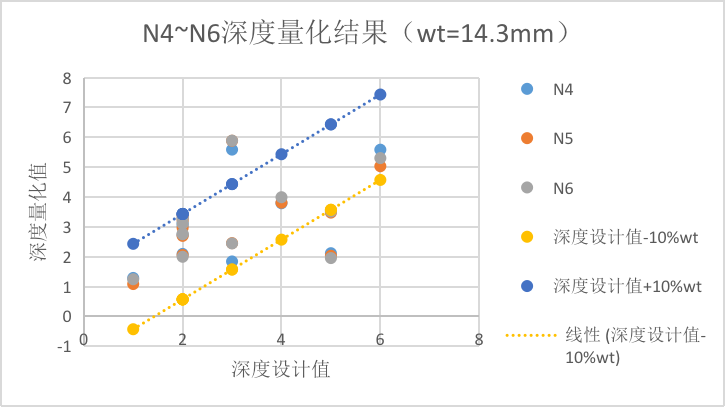 N4~N6深度量化结果（wt=14.3mm）
8
7
6
5
4
3
2
1
0
-1
0
2
4
6
8
深度量化值
深度设计值
N4
N5
N6
深度设计值-10%wt
深度设计值+10%wt
线性 (深度设计值-
10%wt)